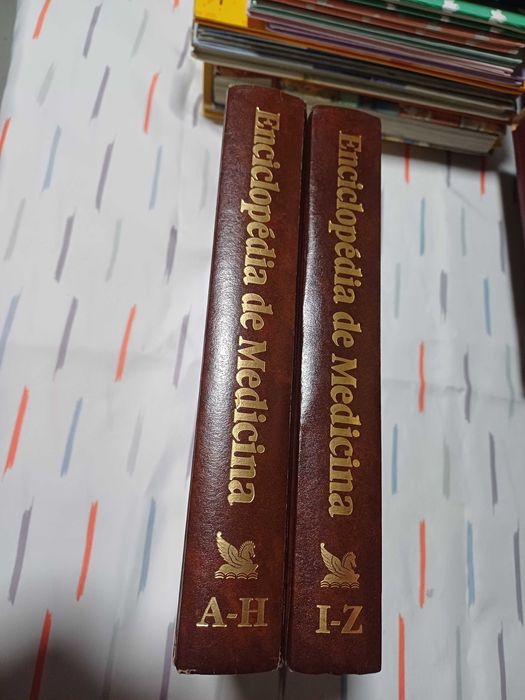 Enciclopédia de Medicina
A-H
Enciclopédia de Medicina
I-Z